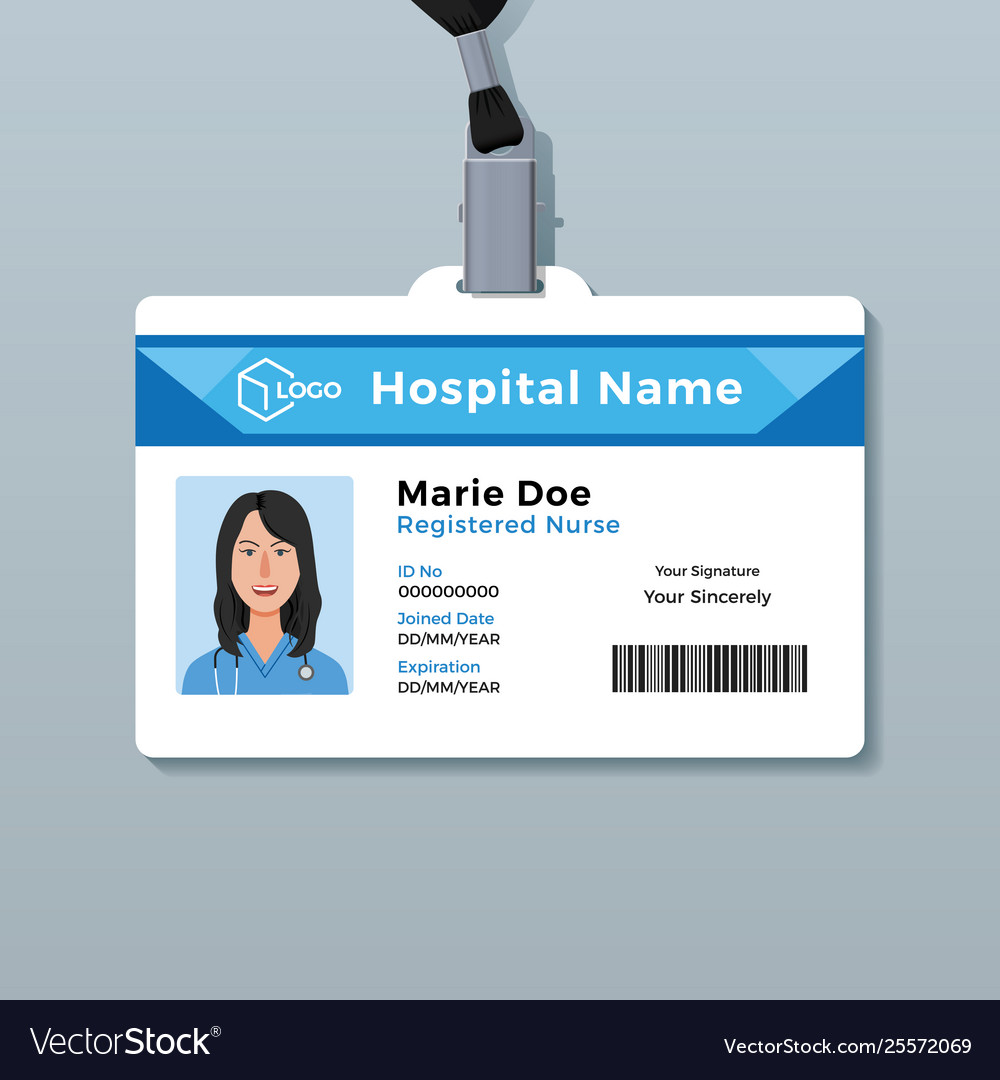 LOGO Hospital Name
Marie Doe
Registered Nurse
ID No
000000000
Joined Date
DD/MM/YEAR
Expiration
DD/MM/YEAR
Your Signature
Your Sincerely
VectorStock®
VectorStock.com/25572069